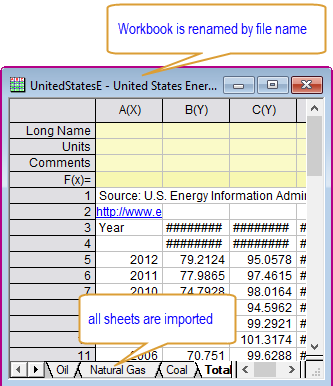 Workbook is renamed by file name
UnitedStatesE - United States Ener...
A(X) B(Y) C(Y)
Long Name
Units
Comments
F(x)=
1 Source: U.S. Energy Information Admi
2 http://www.e
3 Year ######## ######## #
4 ######## ######## #
5 2012 79.2124 95.0578 #
6 2011 77.9865 97.4615 #
7 2010 74.7928 98.0164 #
94.5962 #
99.2921 #
all sheets are imported
101.3174 #
11 2006 70.751 99.6288 #
Oil Natural Gas Coal Total